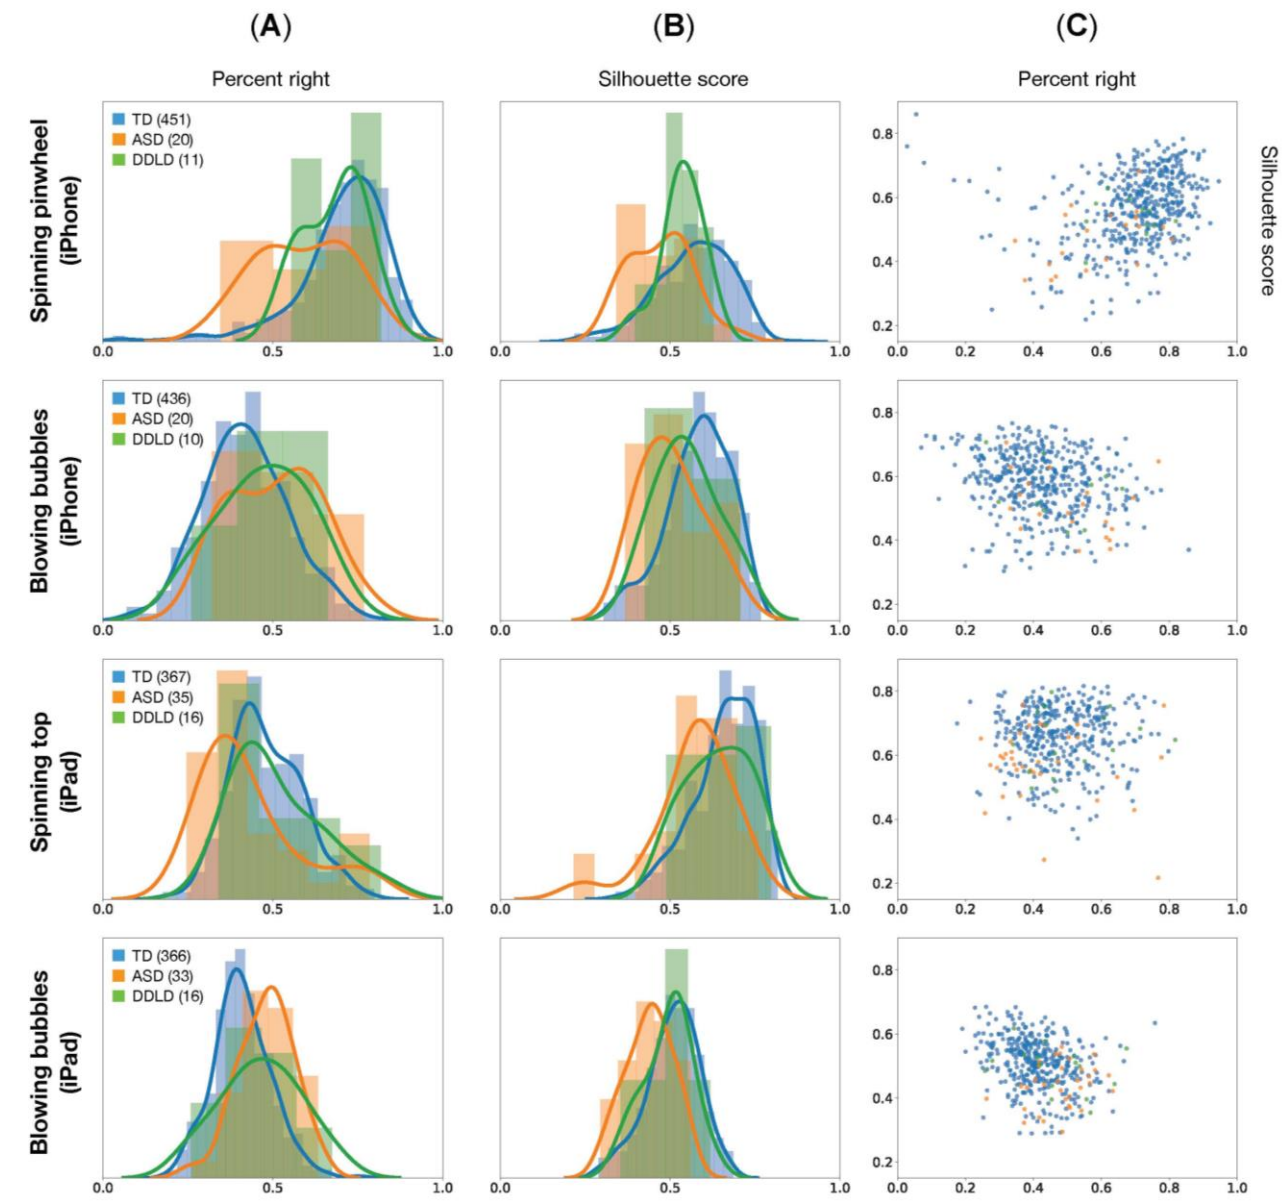 (A)
(B)
(C)
Percent right
Silhouette score
Percent right
Spinning pinwheel
(iPhone)
TD (451)
ASD (20)
DDLD (11)
0.0 0.5 1.0
0.0 0.5 1.0
0.8
0.6
0.4
0.2
0.0 0.2 0.4 0.6 0.8 1.0
Silhouette score
Blowing bubbles
(iPhone)
TD (436)
ASD (20)
DDLD (10)
0.0 0.5 1.0
0.0 0.5 1.0
0.8
0.6
0.4
0.2
0.0 0.2 0.4 0.6 0.8 1.0
Spinning top
(iPad)
TD (367)
ASD (35)
DDLD (16)
0.0 0.5 1.0
0.0 0.5 1.0
0.8
0.6
0.4
0.2
0.0 0.2 0.4 0.6 0.8 1.0
Blowing bubbles
(iPad)
TD (366)
ASD (33)
DDLD (16)
0.0 0.5 1.0
0.0 0.5 1.0
0.8
0.6
0.4
0.2
0.0 0.2 0.4 0.6 0.8 1.0